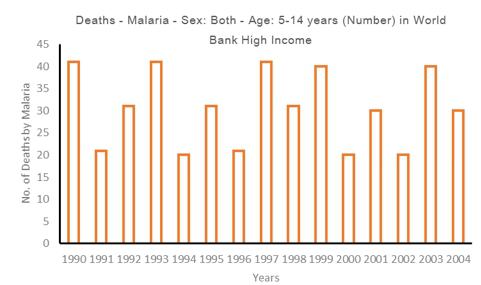 Deaths - Malaria - Sex: Both - Age: 5-14 years (Number) in World
Bank High Income
No. of Deaths by Malaria
45
40
35
30
25
20
15
10
5
0
1990 1991 1992 1993 1994 1995 1996 1997 1998 1999 2000 2001 2002 2003 2004
Years